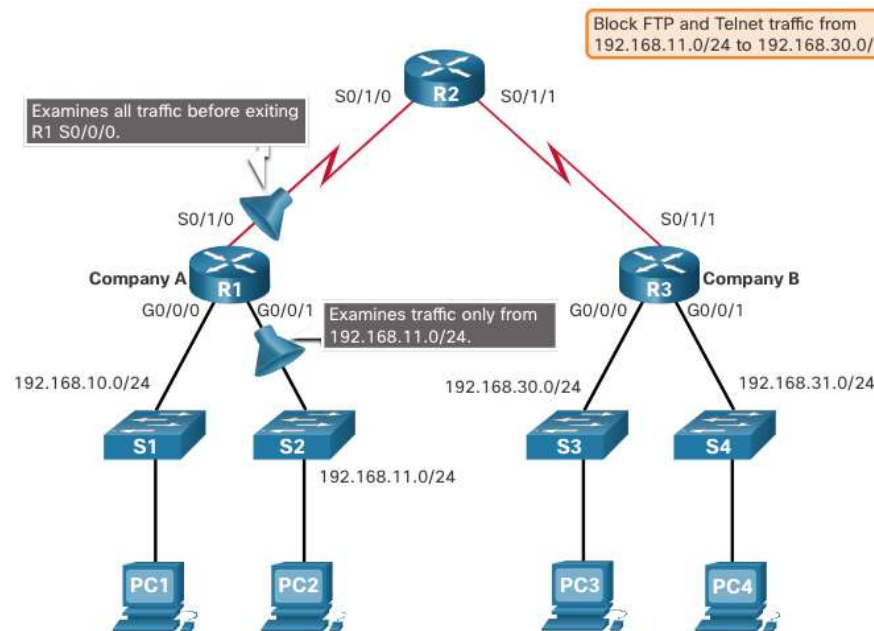 Block FTP and Telnet traffic from
192.168.11.0/24 to 192.168.30.0/
R2
S0/1/0
S0/1/1
Examines all traffic before exiting
R1 S0/0/0.
S0/1/0
S0/1/1
Company A
R1
R3
Company B
G0/0/0
G0/0/1
G0/0/0
G0/0/1
Examines traffic only from
192.168.11.0/24.
192.168.10.0/24
192.168.30.0/24
192.168.31.0/24
S1
S2
S3
S4
192.168.11.0/24
PC1
PC2
PC3
PC4